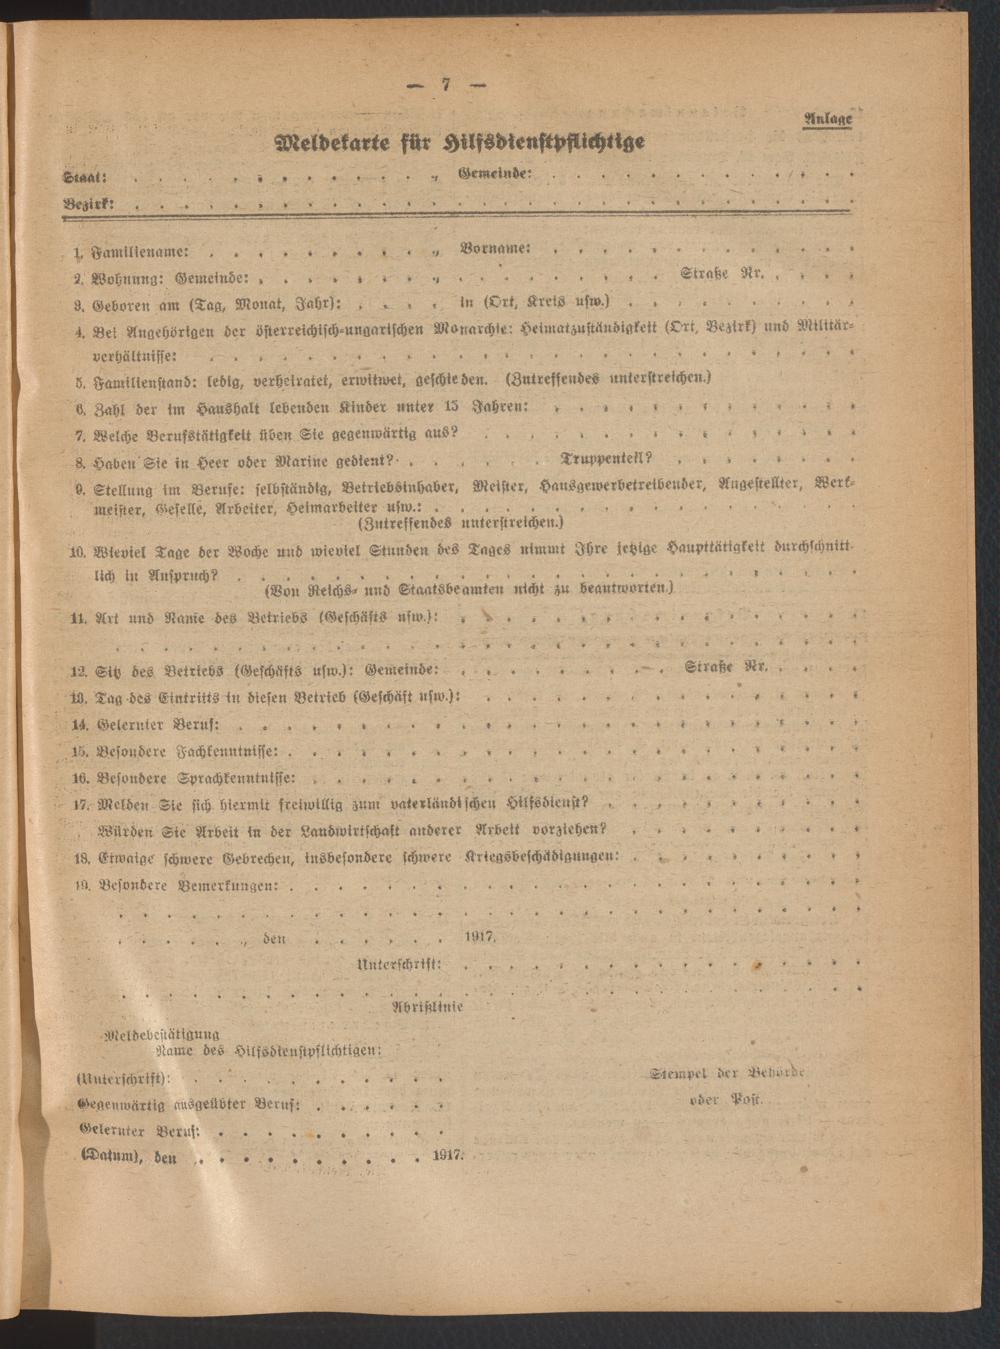 — 7 —
Anlage
Meldekarte für Hilfsdienstpflichtige
Staat: . . . . . . . . . . . . . , Gemeinde: . . . . . . . . . . . . .
Bezirk: . . . . . . . . . . . . . . . . . . . . . . . . . . . . . .
1. Familienname: . . . . . . . . . . , Vorname: . . . . . . . . . . . . .
2. Wohnung: Gemeinde: . . . . . . . . , . . . . . . . . . Straße Nr. . . . .
3. Geboren am (Tag, Monat, Jahr): . . . . in (Ort, Kreis usw.) . . . . . . . . . .
4. Bei Angehörigen der österreichisch-ungarischen Monarchie: Heimatzuständigkeit (Ort, Bezirk) und Militär-
verhältnisse: . . . . . . . . . . . . . . . . . . . . . . . . . . .
5. Familienstand: ledig, verheiratet, erwitwet, geschieden. (Zutreffendes unterstreichen.)
6. Zahl der im Haushalt lebenden Kinder unter 15 Jahren: . . . . . . . . . . . .
7. Welche Berufstätigkeit üben Sie gegenwärtig aus? . . . . . . . . . . . . . . .
8. Haben Sie in Heer oder Marine gedient? . . . . . . Truppenteil? . . . . . . . .
9. Stellung im Berufe: selbständig, Betriebsinhaber, Meister, Hausgewerbetreibender, Angestellter, Werk-
meister, Geselle, Arbeiter, Heimarbeiter usw.: . . . . . . . . . . . . . . . . .
(Zutreffendes unterstreichen.)
10. Wieviel Tage der Woche und wieviel Stunden des Tages nimmt Ihre jetzige Haupttätigkeit durchschnitt-
lich in Anspruch? . . . . . . . . . . . . . . . . . . . . . . . . . .
(Von Reichs- und Staatsbeamten nicht zu beantworten.)
11. Art und Name des Betriebs (Geschäfts usw.): . . . . . . . . . . . . . . . .
. . . . . . . . . . . . . . . . . . . . . . . . . . . . . .
12. Sitz des Betriebs (Geschäfts usw.): Gemeinde: . . . . . . . . . Straße Nr. . . . .
13. Tag des Eintritts in diesen Betrieb (Geschäft usw.): . . . . . . . . . . . . . . .
14. Gelernter Beruf: . . . . . . . . . . . . . . . . . . . . . . . . . .
15. Besondere Fachkenntnisse: . . . . . . . . . . . . . . . . . . . . . . .
16. Besondere Sprachkenntnisse: . . . . . . . . . . . . . . . . . . . . . .
17. Melden Sie sich hiermit freiwillig zum vaterländischen Hilfsdienst? . . . . . . . . . .
Würden Sie Arbeit in der Landwirtschaft anderer Arbeit vorziehen? . . . . . . . . .
18. Etwaige schwere Gebrechen, insbesondere schwere Kriegsbeschädigungen: . . . . . . . . .
19. Besondere Bemerkungen: . . . . . . . . . . . . . . . . . . . . . . .
. . . . . . . . . . . . . . . . . . . . . . . . . . . . . .
. . . . . . , den . . . . . . 1917.
Unterschrift: . . . . . . . . . . . . . . . . .
. . . . . . . . . . . . . . . . . . . . . . . . . . . . . .
Abrißlinie
Meldebestätigung
Name des Hilfsdienstpflichtigen:
(Unterschrift): . . . . . . . . . . .
Stempel der Behörde
Gegenwärtig ausgeübter Beruf: . . . . . .
oder Post.
Gelernter Beruf: . . . . . . . . . .
(Datum), den . . . . . . . . . . . 1917.